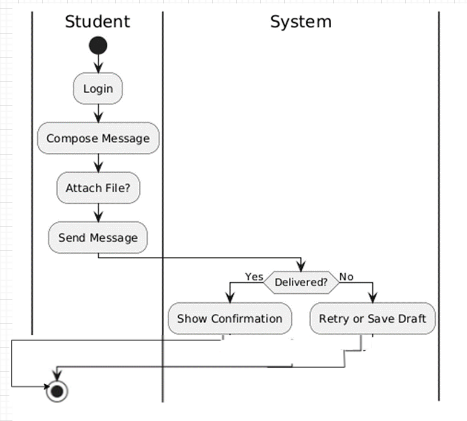 Student
System
Login
Compose Message
Attach File?
Send Message
Yes
Delivered?
No
Show Confirmation
Retry or Save Draft